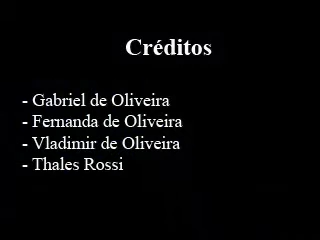 Créditos
- Gabriel de Oliveira
- Fernanda de Oliveira
- Vladimir de Oliveira
- Thales Rossi